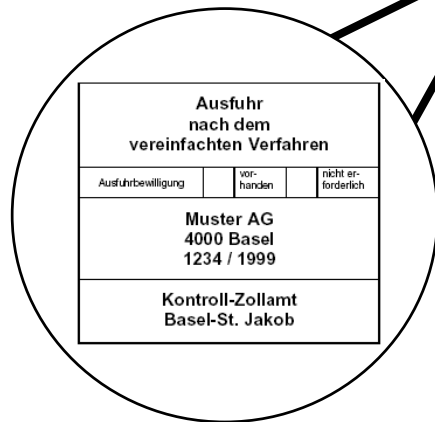 Ausfuhr
nach dem
vereinfachten Verfahren
Ausfuhrbewilligung vor- nicht er-
handen forderlich
Muster AG
4000 Basel
1234 / 1999
Kontroll-Zollamt
Basel-St. Jakob